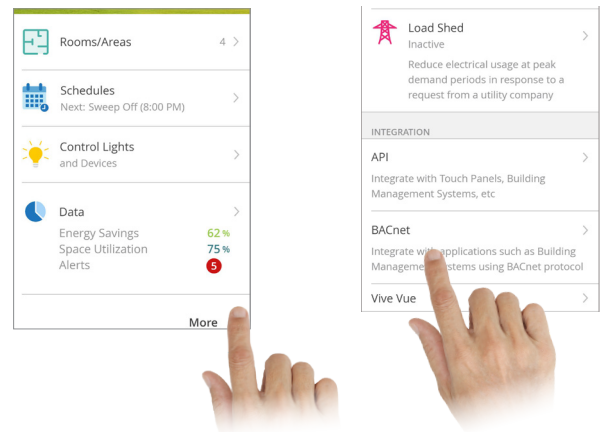 Rooms/Areas 4
Schedules
Next: Sweep Off (8:00 PM)
Control Lights
and Devices
Data
Energy Savings 62 %
Space Utilization 75 %
Alerts 5
More
Load Shed
Inactive
Reduce electrical usage at peak
demand periods in response to a
request from a utility company
INTEGRATION
API
Integrate with Touch Panels, Building
Management Systems, etc
BACnet
Integrate with applications such as Building
Management Systems using BACnet protocol
Vive Vue